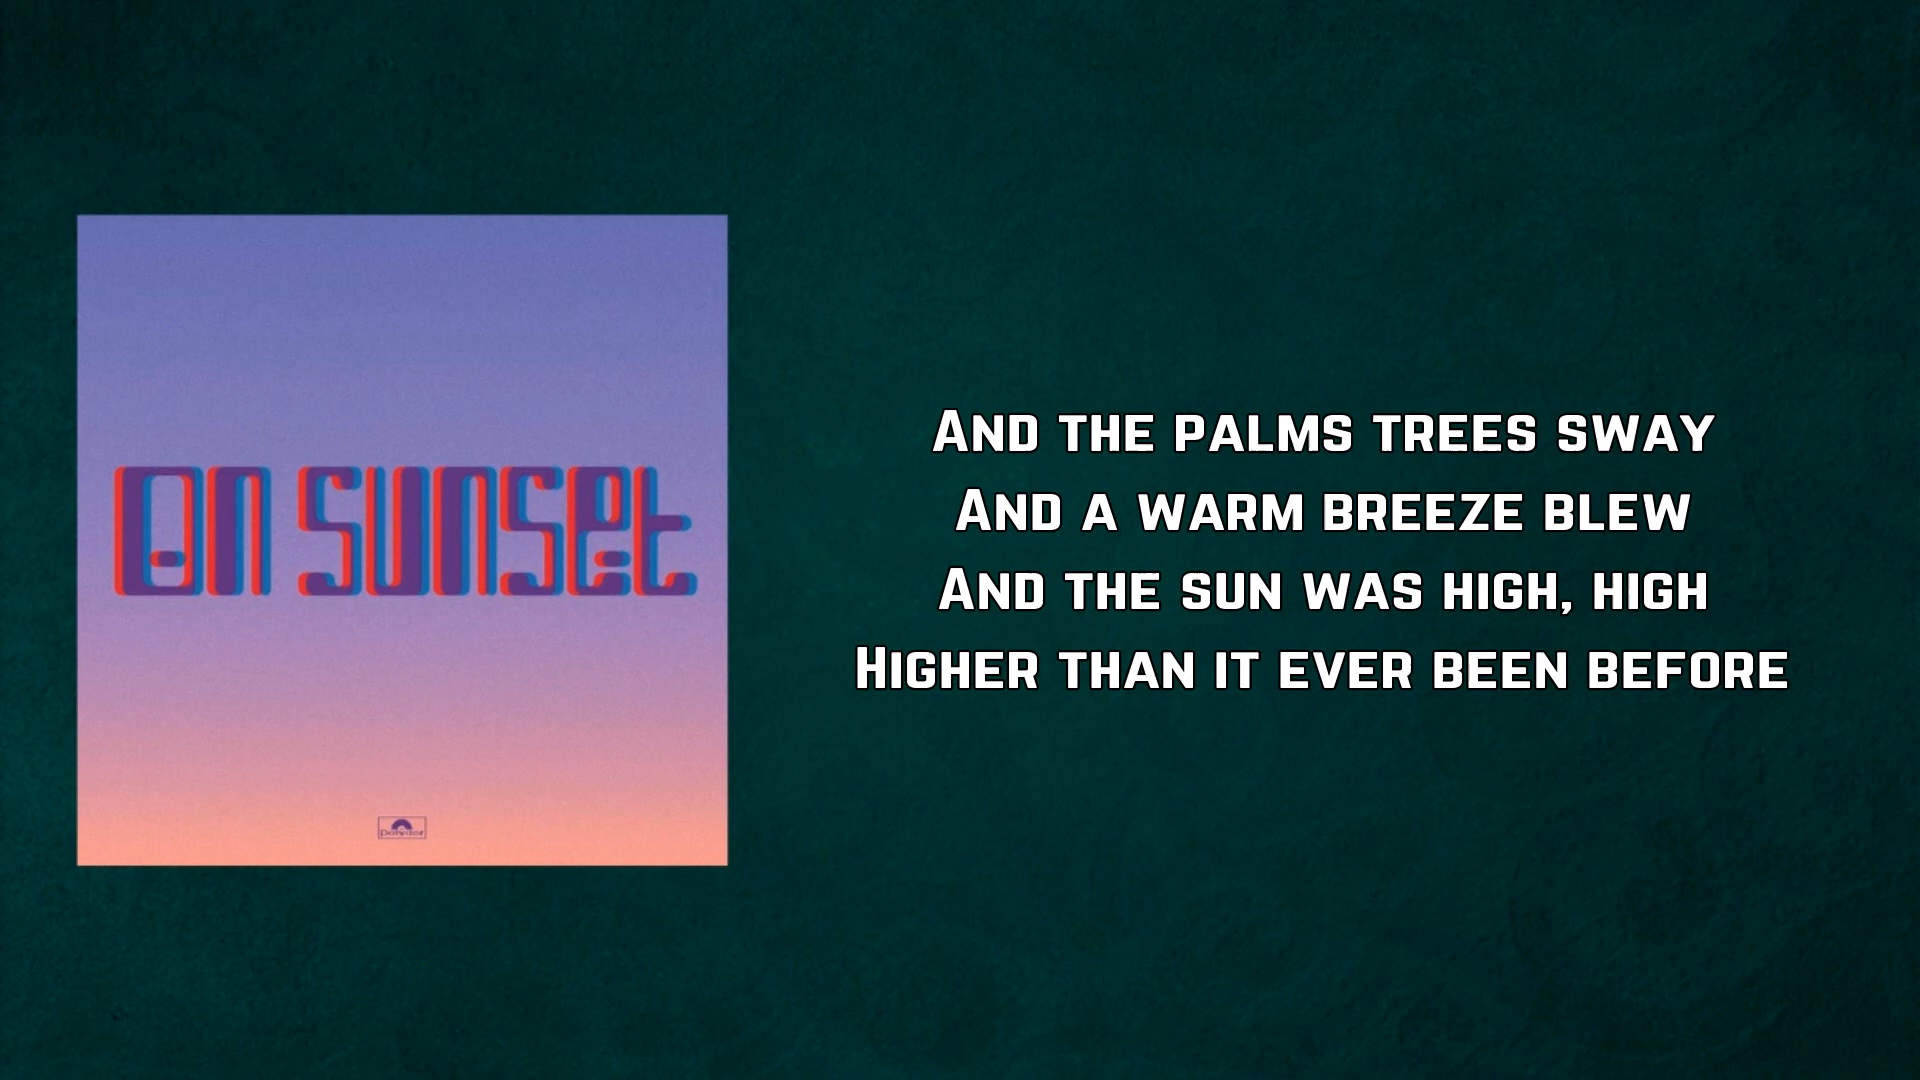 On Sunset
polydor
And the palms trees sway
And a warm breeze blew
And the sun was high, high
Higher than it ever been before